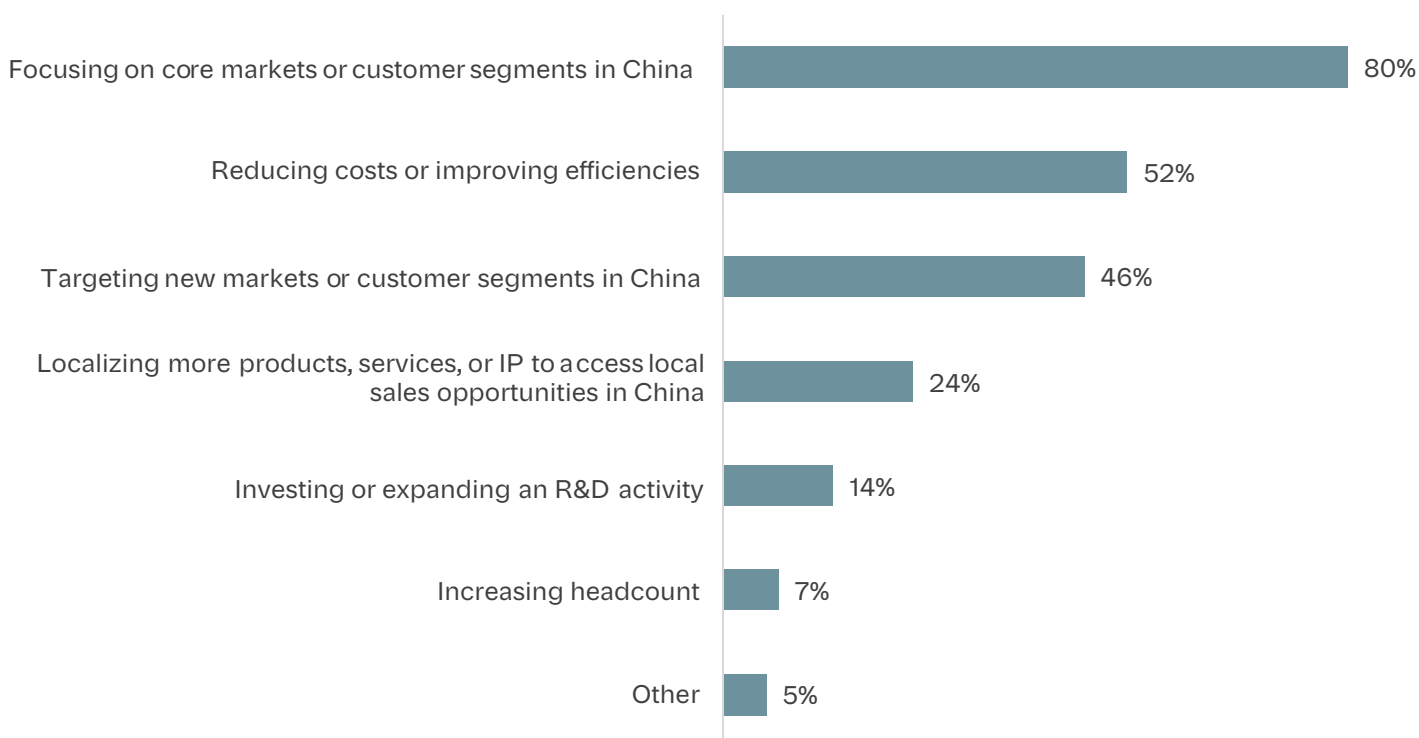 Focusing on core markets or customer segments in China 80%
Reducing costs or improving efficiencies 52%
Targeting new markets or customer segments in China 46%
Localizing more products, services, or IP to access local
sales opportunities in China 24%
Investing or expanding an R&D activity 14%
Increasing headcount 7%
Other 5%